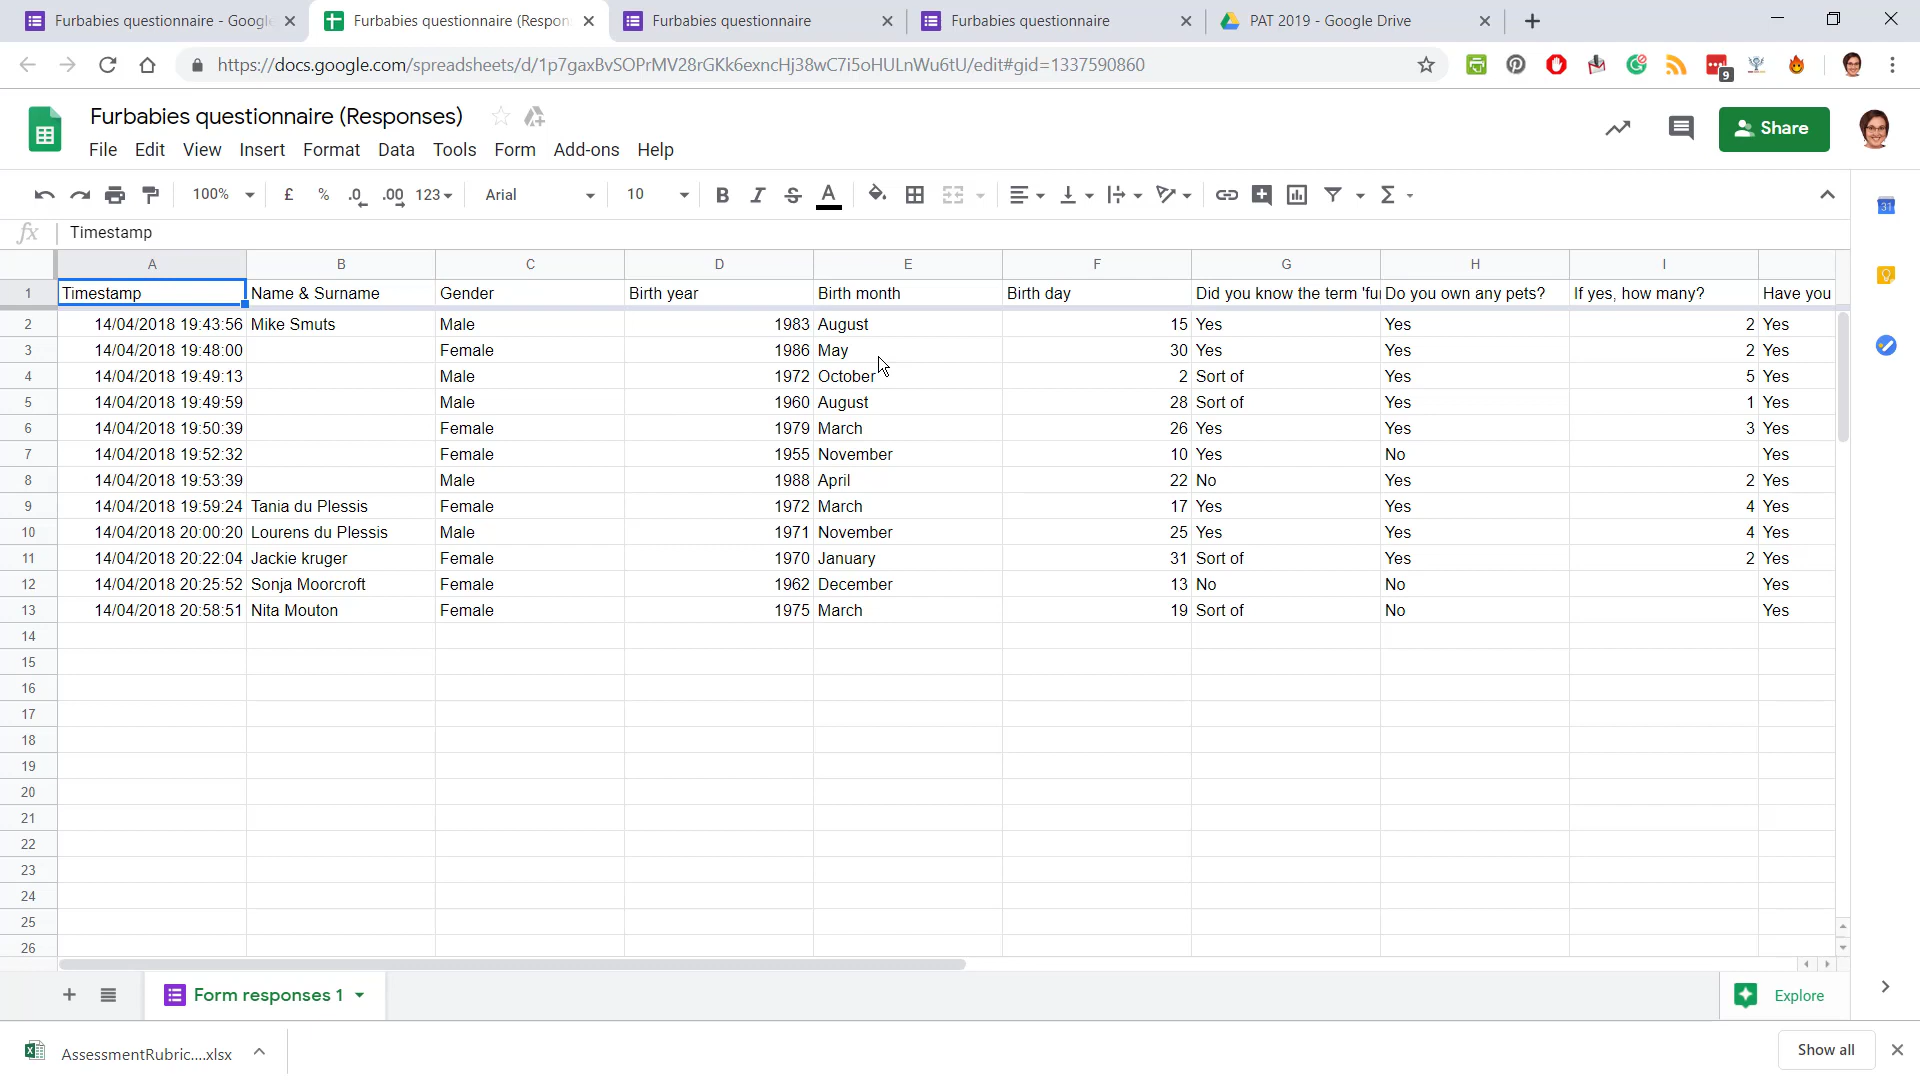 Furbabies questionnaire - Google
Furbabies questionnaire (Respon
Furbabies questionnaire
Furbabies questionnaire
PAT 2019 - Google Drive
https://docs.google.com/spreadsheets/d/1p7gaxBvSOPrMV28rGKk6exncHj38wC7i5oHULnWu6tU/edit#gid=1337590860
9
Furbabies questionnaire (Responses)
Share
File Edit View Insert Format Data Tools Form Add-ons Help
100% £ % .0 .00 123 Arial 10 B I S A Σ
31
fx Timestamp
A B C D E F G H I
1 Timestamp Name & Surname Gender Birth year Birth month Birth day Did you know the term 'fu Do you own any pets? If yes, how many? Have you
2 14/04/2018 19:43:56 Mike Smuts Male 1983 August 15 Yes Yes 2 Yes
3 14/04/2018 19:48:00 Female 1986 May 30 Yes Yes 2 Yes
4 14/04/2018 19:49:13 Male 1972 October 2 Sort of Yes 5 Yes
5 14/04/2018 19:49:59 Male 1960 August 28 Sort of Yes 1 Yes
6 14/04/2018 19:50:39 Female 1979 March 26 Yes Yes 3 Yes
7 14/04/2018 19:52:32 Female 1955 November 10 Yes No Yes
8 14/04/2018 19:53:39 Male 1988 April 22 No Yes 2 Yes
9 14/04/2018 19:59:24 Tania du Plessis Female 1972 March 17 Yes Yes 4 Yes
10 14/04/2018 20:00:20 Lourens du Plessis Male 1971 November 25 Yes Yes 4 Yes
11 14/04/2018 20:22:04 Jackie kruger Female 1970 January 31 Sort of Yes 2 Yes
12 14/04/2018 20:25:52 Sonja Moorcroft Female 1962 December 13 No No Yes
13 14/04/2018 20:58:51 Nita Mouton Female 1975 March 19 Sort of No Yes
14
15
16
17
18
19
20
21
22
23
24
25
26
Form responses 1
Explore
AssessmentRubric....xlsx
Show all